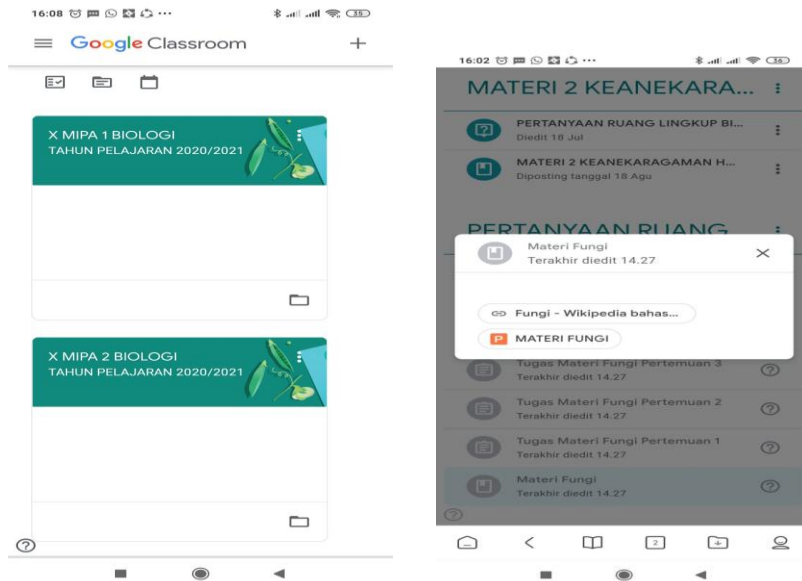 16:08
35
Google Classroom
X MIPA 1 BIOLOGI
TAHUN PELAJARAN 2020/2021
X MIPA 2 BIOLOGI
TAHUN PELAJARAN 2020/2021
16:02
36
MATERI 2 KEANEKARA...
PERTANYAAN RUANG LINGKUP BI...
Diedit 18 Jul
MATERI 2 KEANEKARAGAMAN H...
Diposting tanggal 18 Agu
PERTANYAAN RUANG
Materi Fungi
Terakhir diedit 14.27
Fungi - Wikipedia bahas...
P MATERI FUNGI
Tugas Materi Fungi Pertemuan 3
Terakhir diedit 14.27
Tugas Materi Fungi Pertemuan 2
Terakhir diedit 14.27
Tugas Materi Fungi Pertemuan 1
Terakhir diedit 14.27
Materi Fungi
Terakhir diedit 14.27
2